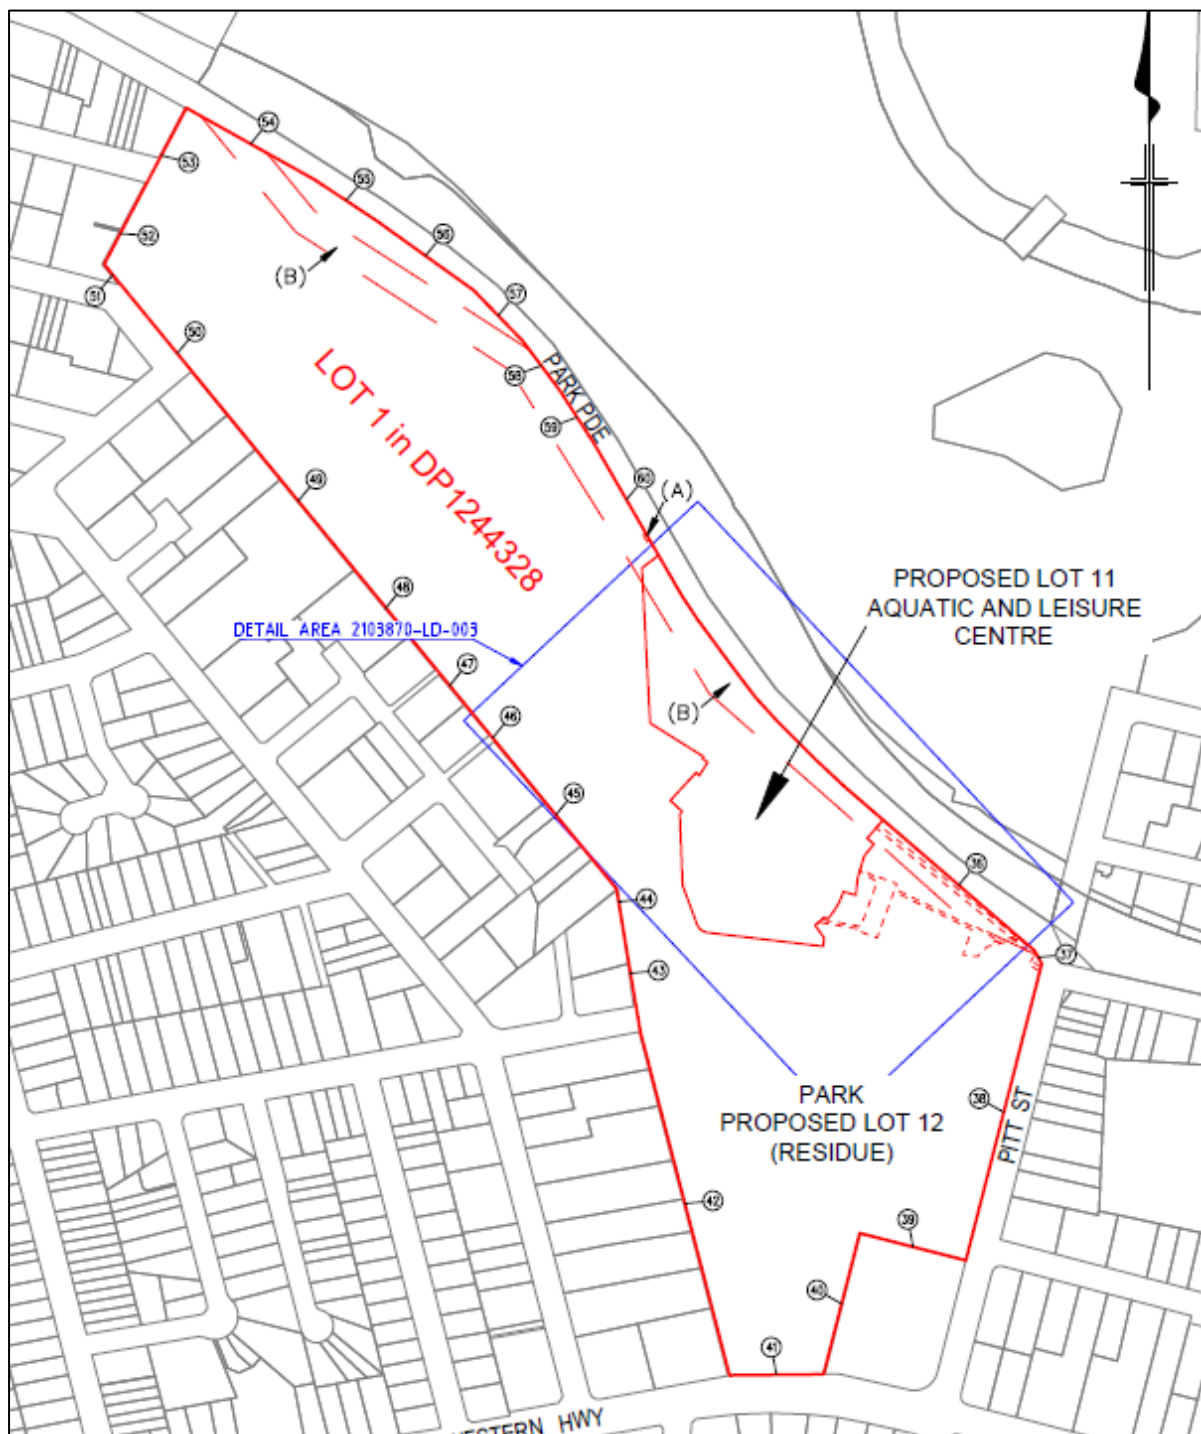 54
53
55
52
56
(B)
51
57
50
58
PARK PDE
LOT 1 in DP1244328
59
49
60
(A)
PROPOSED LOT 11
AQUATIC AND LEISURE
CENTRE
48
DETAIL AREA 2103870-LD-003
47
(B)
46
45
36
44
37
43
PARK
PROPOSED LOT 12
(RESIDUE)
38
PITT ST
42
39
40
41
WESTERN HWY